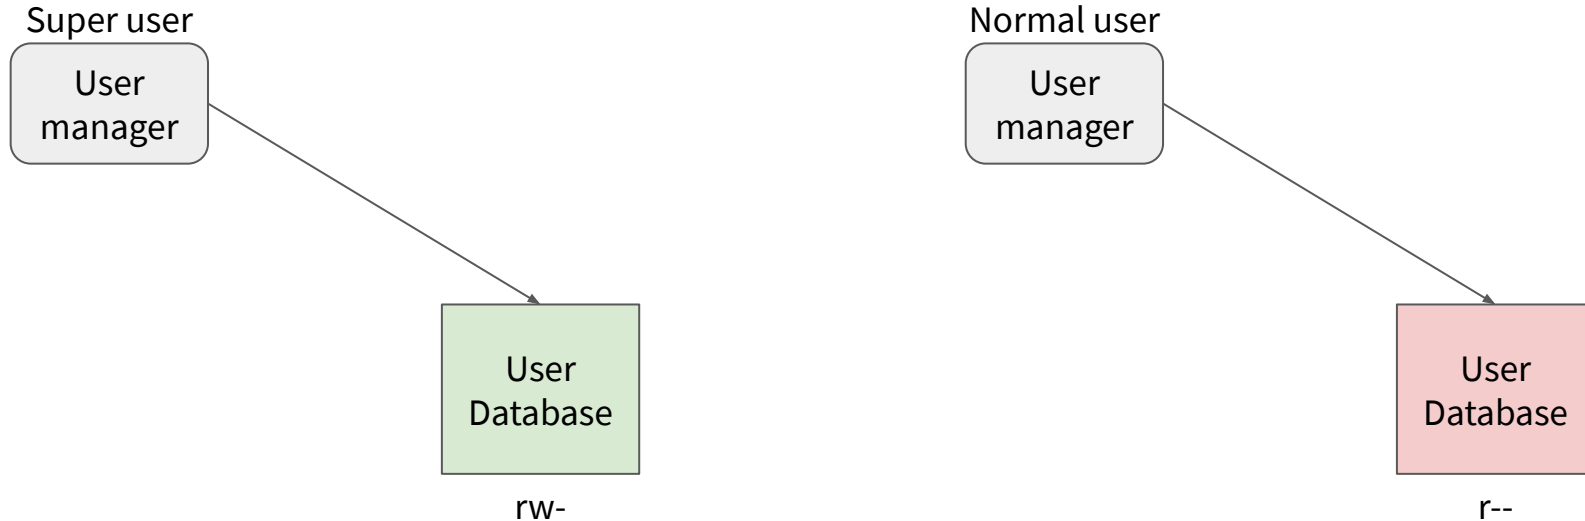 Super user
User
manager
User
Database
rw-
Normal user
User
manager
User
Database
r--